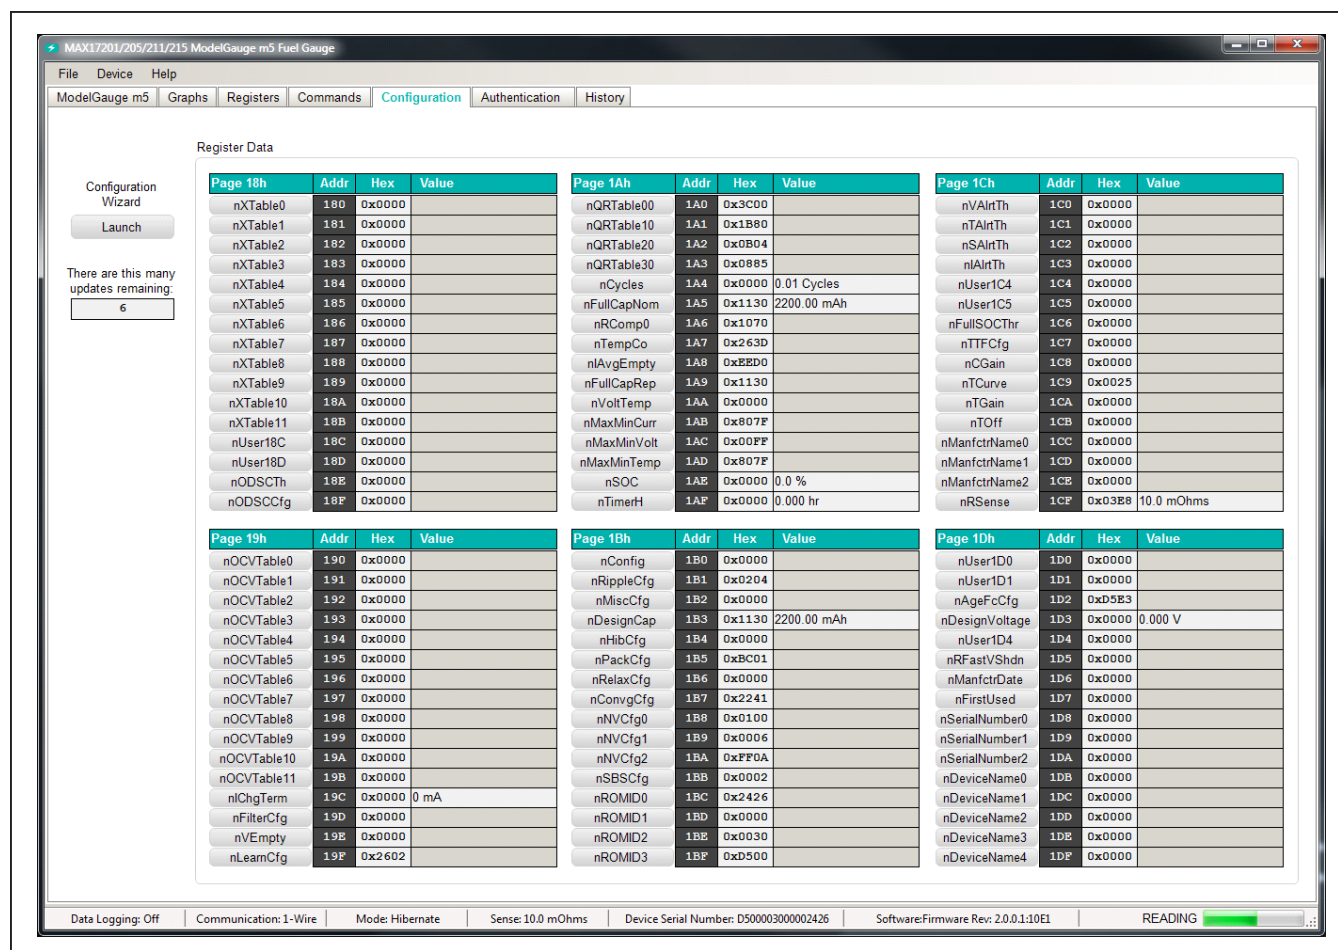 MAX17201/205/211/215 ModelGauge m5 Fuel Gauge
File Device Help
ModelGauge m5 Graphs Registers Commands Configuration Authentication History
Configuration
Wizard
Launch
There are this many
updates remaining:
6
Register Data
Page 18h Addr Hex Value
nXTable0 180 0x0000
nXTable1 181 0x0000
nXTable2 182 0x0000
nXTable3 183 0x0000
nXTable4 184 0x0000
nXTable5 185 0x0000
nXTable6 186 0x0000
nXTable7 187 0x0000
nXTable8 188 0x0000
nXTable9 189 0x0000
nXTable10 18A 0x0000
nXTable11 18B 0x0000
nUser18C 18C 0x0000
nUser18D 18D 0x0000
nODSCTh 18E 0x0000
nODSCCfg 18F 0x0000
Page 1Ah Addr Hex Value
nQRTable00 1A0 0x3C00
nQRTable10 1A1 0x1B80
nQRTable20 1A2 0x0B04
nQRTable30 1A3 0x0885
nCycles 1A4 0x0000 0.01 Cycles
nFullCapNom 1A5 0x1130 2200.00 mAh
nRComp0 1A6 0x1070
nTempCo 1A7 0x263D
nIAvgEmpty 1A8 0xEED0
nFullCapRep 1A9 0x1130
nVoltTemp 1AA 0x0000
nMaxMinCurr 1AB 0x807F
nMaxMinVolt 1AC 0x00FF
nMaxMinTemp 1AD 0x807F
nSOC 1AE 0x0000 0.0 %
nTimerH 1AF 0x0000 0.000 hr
Page 1Ch Addr Hex Value
nVAlrtTh 1C0 0x0000
nTAlrtTh 1C1 0x0000
nSAlrtTh 1C2 0x0000
nIAlrtTh 1C3 0x0000
nUser1C4 1C4 0x0000
nUser1C5 1C5 0x0000
nFullSOCThr 1C6 0x0000
nTTFCfg 1C7 0x0000
nCGain 1C8 0x0000
nTCurve 1C9 0x0025
nTGain 1CA 0x0000
nTOff 1CB 0x0000
nManfctrName0 1CC 0x0000
nManfctrName1 1CD 0x0000
nManfctrName2 1CE 0x0000
nRSense 1CF 0x03E8 10.0 mOhms
Page 19h Addr Hex Value
nOCVTable0 190 0x0000
nOCVTable1 191 0x0000
nOCVTable2 192 0x0000
nOCVTable3 193 0x0000
nOCVTable4 194 0x0000
nOCVTable5 195 0x0000
nOCVTable6 196 0x0000
nOCVTable7 197 0x0000
nOCVTable8 198 0x0000
nOCVTable9 199 0x0000
nOCVTable10 19A 0x0000
nOCVTable11 19B 0x0000
nIChgTerm 19C 0x0000 0 mA
nFilterCfg 19D 0x0000
nVEmpty 19E 0x0000
nLearnCfg 19F 0x2602
Page 1Bh Addr Hex Value
nConfig 1B0 0x0000
nRippleCfg 1B1 0x0204
nMiscCfg 1B2 0x0000
nDesignCap 1B3 0x1130 2200.00 mAh
nHibCfg 1B4 0x0000
nPackCfg 1B5 0xBC01
nRelaxCfg 1B6 0x0000
nConvgCfg 1B7 0x2241
nNVCfg0 1B8 0x0100
nNVCfg1 1B9 0x0006
nNVCfg2 1BA 0xFF0A
nSBSCfg 1BB 0x0002
nROMID0 1BC 0x2426
nROMID1 1BD 0x0000
nROMID2 1BE 0x0030
nROMID3 1BF 0xD500
Page 1Dh Addr Hex Value
nUser1D0 1D0 0x0000
nUser1D1 1D1 0x0000
nAgeFcCfg 1D2 0xD5E3
nDesignVoltage 1D3 0x0000 0.000 V
nUser1D4 1D4 0x0000
nRFastVShdn 1D5 0x0000
nManfctrDate 1D6 0x0000
nFirstUsed 1D7 0x0000
nSerialNumber0 1D8 0x0000
nSerialNumber1 1D9 0x0000
nSerialNumber2 1DA 0x0000
nDeviceName0 1DB 0x0000
nDeviceName1 1DC 0x0000
nDeviceName2 1DD 0x0000
nDeviceName3 1DE 0x0000
nDeviceName4 1DF 0x0000
Data Logging: Off Communication: 1-Wire Mode: Hibernate Sense: 10.0 mOhms Device Serial Number: D500003000002426 Software:Firmware Rev: 2.0.0.1:10E1 READING